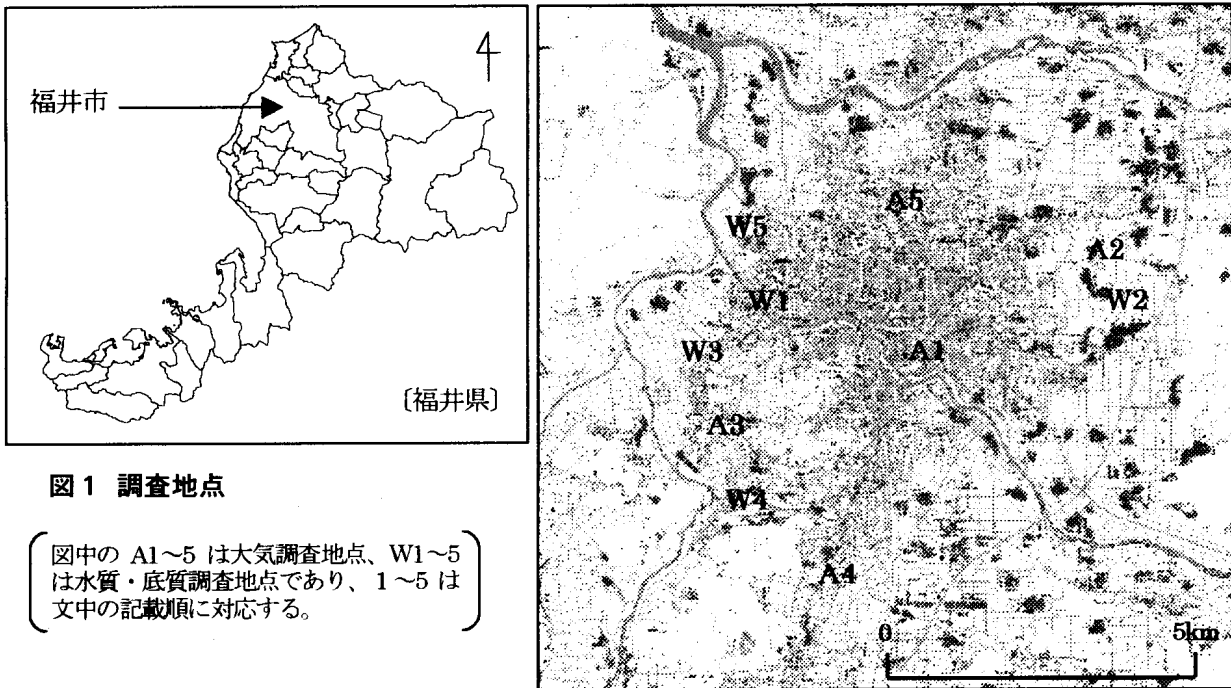 福井市
〔福井県〕
図1 調査地点
図中の A1～5 は大気調査地点、W1～5
は水質・底質調査地点であり、1～5 は
文中の記載順に対応する。
A5
W5
A2
W1
W2
W3
A1
A3
W4
A4
0
5km